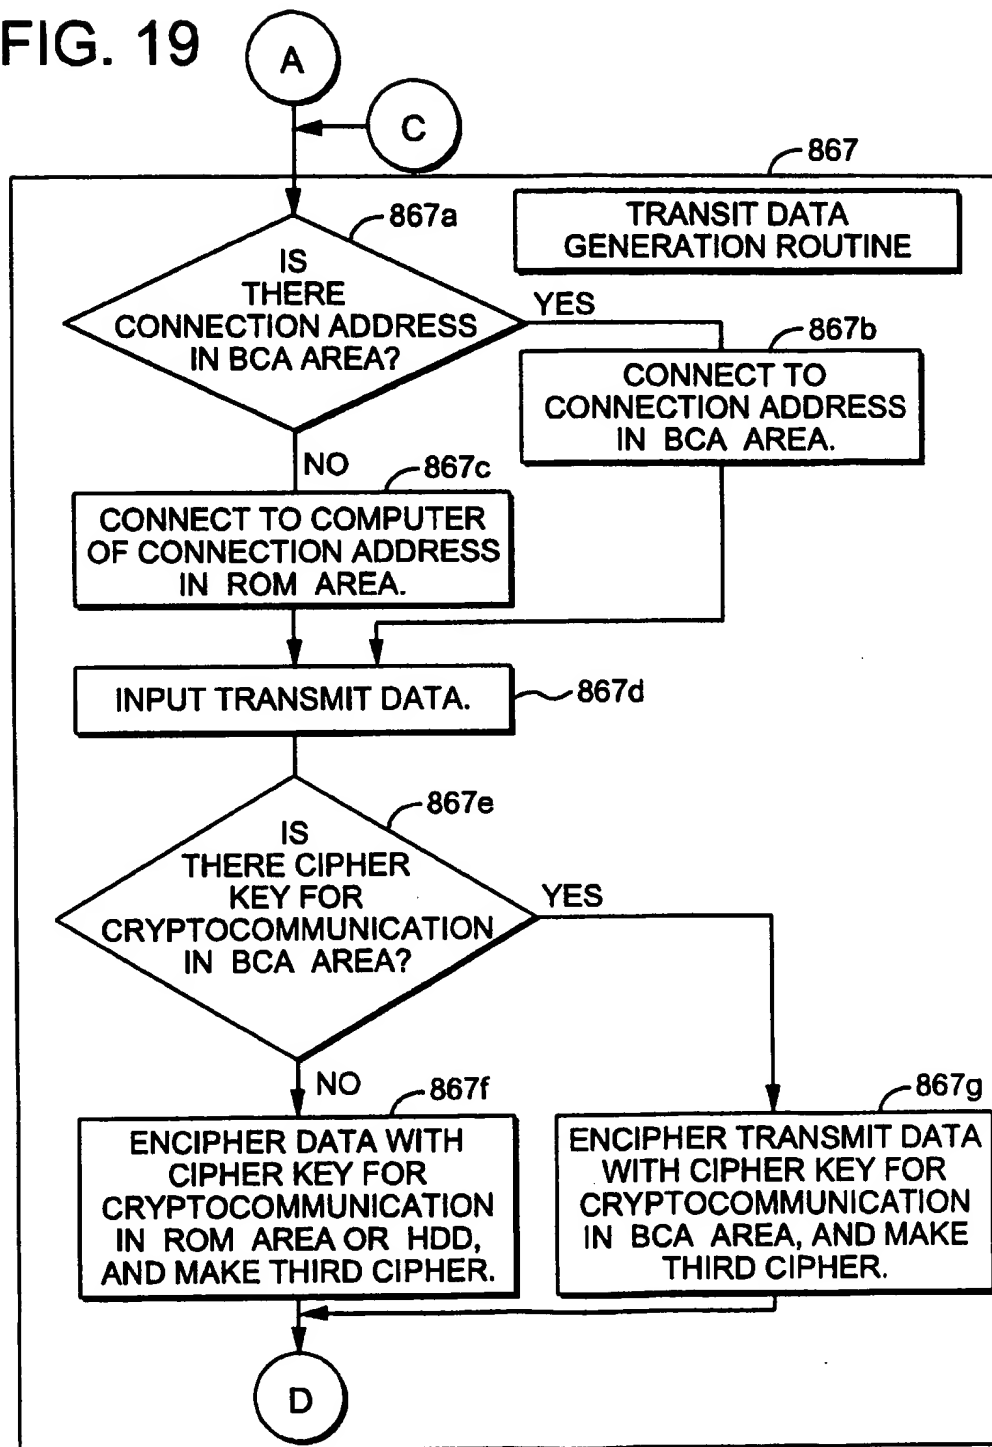 FIG. 19
A
C
867
TRANSIT DATA
GENERATION ROUTINE
867a
IS
THERE
CONNECTION ADDRESS
IN BCA AREA?
YES
867b
CONNECT TO
CONNECTION ADDRESS
IN BCA AREA.
NO
867c
CONNECT TO COMPUTER
OF CONNECTION ADDRESS
IN ROM AREA.
INPUT TRANSMIT DATA.
867d
867e
IS
THERE CIPHER
KEY FOR
CRYPTOCOMMUNICATION
IN BCA AREA?
YES
NO
867f
ENCIPHER DATA WITH
CIPHER KEY FOR
CRYPTOCOMMUNICATION
IN ROM AREA OR HDD,
AND MAKE THIRD CIPHER.
867g
ENCIPHER TRANSMIT DATA
WITH CIPHER KEY FOR
CRYPTOCOMMUNICATION
IN BCA AREA, AND MAKE
THIRD CIPHER.
D